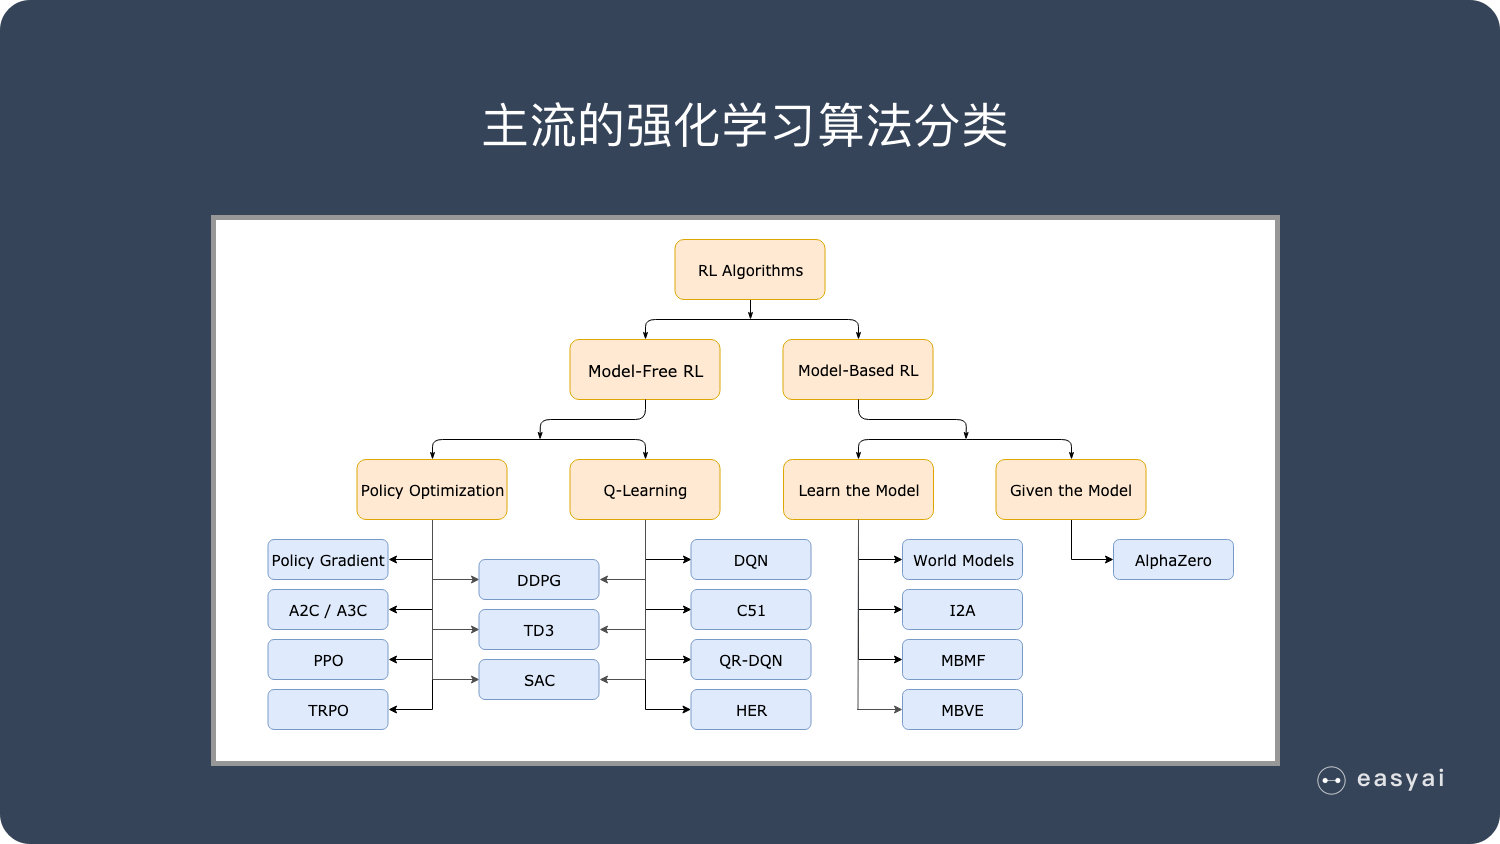 主流的强化学习算法分类
RL Algorithms
Model-Free RL
Model-Based RL
Policy Optimization
Q-Learning
Learn the Model
Given the Model
Policy Gradient
A2C / A3C
PPO
TRPO
DDPG
TD3
SAC
DQN
C51
QR-DQN
HER
World Models
I2A
MBMF
MBVE
AlphaZero
easyai